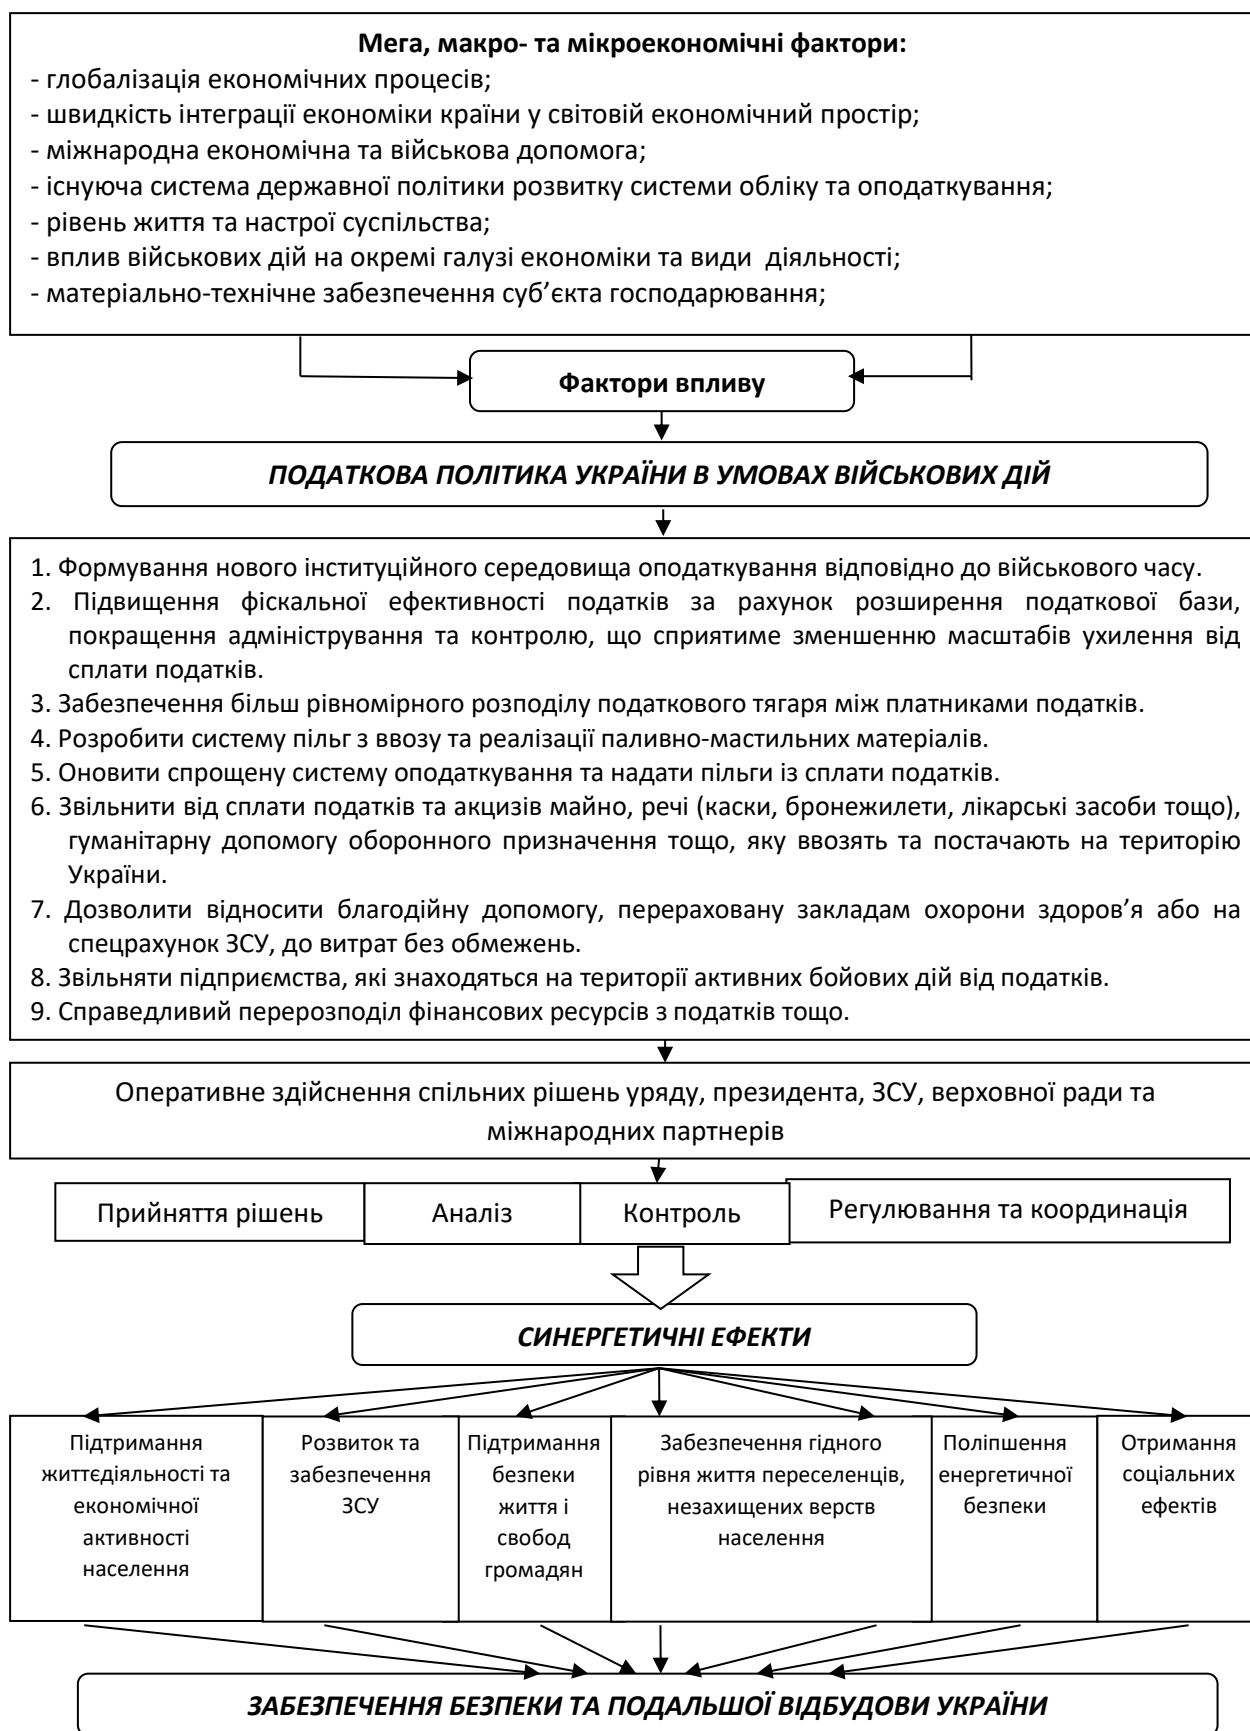 Мега, макро- та мікроекономічні фактори:
- глобалізація економічних процесів;
- швидкість інтеграції економіки країни у світовій економічний простір;
- міжнародна економічна та військова допомога;
- існуюча система державної політики розвитку системи обліку та оподаткування;
- рівень життя та настрої суспільства;
- вплив військових дій на окремі галузі економіки та види діяльності;
- матеріально-технічне забезпечення суб’єкта господарювання;
Фактори впливу
ПОДАТКОВА ПОЛІТИКА УКРАЇНИ В УМОВАХ ВІЙСЬКОВИХ ДІЙ
1. Формування нового інституційного середовища оподаткування відповідно до військового часу.
2. Підвищення фіскальної ефективності податків за рахунок розширення податкової бази,
покращення адміністрування та контролю, що сприятиме зменшенню масштабів ухилення від
сплати податків.
3. Забезпечення більш рівномірного розподілу податкового тягаря між платниками податків.
4. Розробити систему пільг з ввозу та реалізації паливно-мастильних матеріалів.
5. Оновити спрощену систему оподаткування та надати пільги із сплати податків.
6. Звільнити від сплати податків та акцизів майно, речі (каски, бронежилети, лікарські засоби тощо),
гуманітарну допомогу оборонного призначення тощо, яку ввозять та постачають на територію
України.
7. Дозволити відносити благодійну допомогу, перераховану закладам охорони здоров’я або на
спецрахунок ЗСУ, до витрат без обмежень.
8. Звільняти підприємства, які знаходяться на території активних бойових дій від податків.
9. Справедливий перерозподіл фінансових ресурсів з податків тощо.
Оперативне здійснення спільних рішень уряду, президента, ЗСУ, верховної ради та
міжнародних партнерів
Прийняття рішень
Аналіз
Контроль
Регулювання та координація
СИНЕРГЕТИЧНІ ЕФЕКТИ
Підтримання
життєдіяльності та
економічної
активності
населення
Розвиток та
забезпечення
ЗСУ
Підтримання
безпеки
життя і
свобод
громадян
Забезпечення гідного
рівня життя переселенців,
незахищених верств
населення
Поліпшення
енергетичної
безпеки
Отримання
соціальних
ефектів
ЗАБЕЗПЕЧЕННЯ БЕЗПЕКИ ТА ПОДАЛЬШОЇ ВІДБУДОВИ УКРАЇНИ